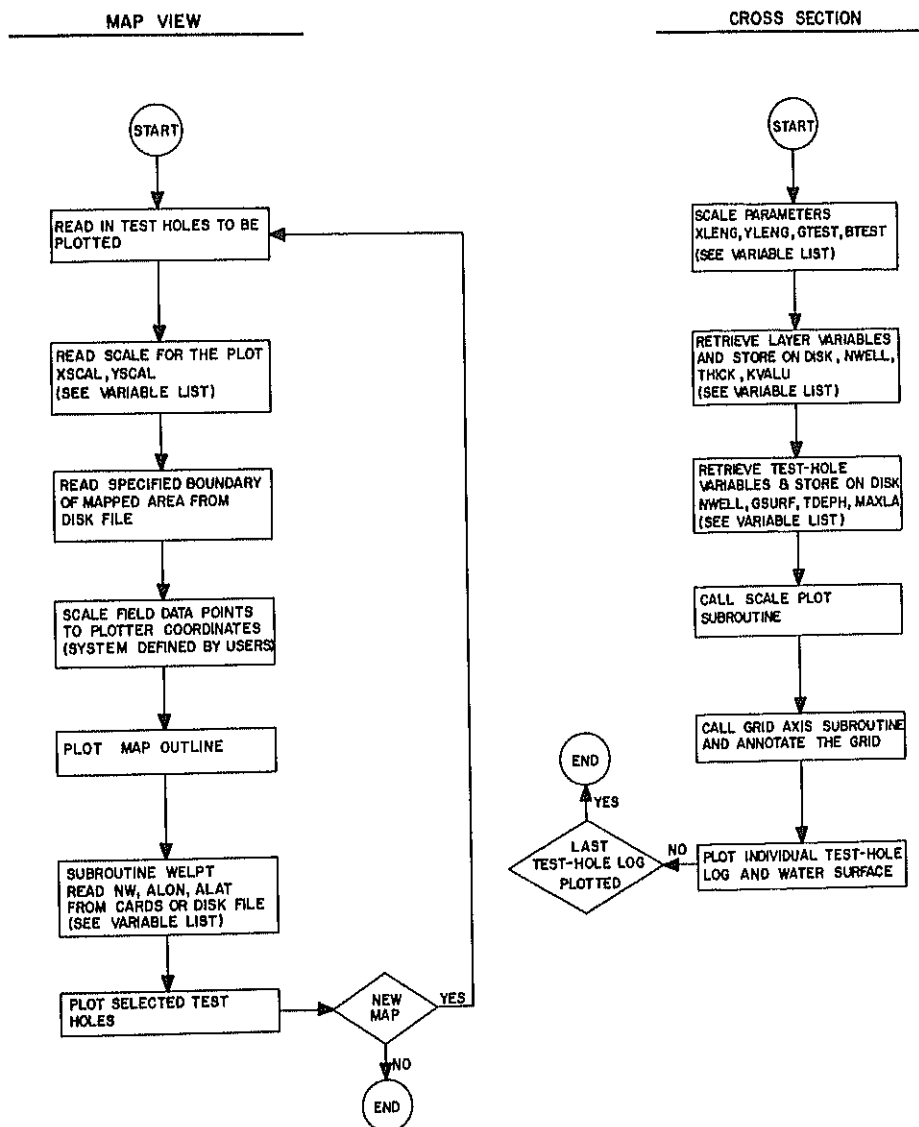 MAP VIEW
START
READ IN TEST HOLES TO BE
PLOTTED
READ SCALE FOR THE PLOT
XSCAL, YSCAL
(SEE VARIABLE LIST)
READ SPECIFIED BOUNDARY
OF MAPPED AREA FROM
DISK FILE
SCALE FIELD DATA POINTS
TO PLOTTER COORDINATES
(SYSTEM DEFINED BY USERS)
PLOT MAP OUTLINE
SUBROUTINE WELPT
READ NW, ALON, ALAT
FROM CARDS OR DISK FILE
(SEE VARIABLE LIST)
PLOT SELECTED TEST
HOLES
NEW
MAP
YES
NO
END
CROSS SECTION
START
SCALE PARAMETERS
XLENG, YLENG, GTEST, BTEST
(SEE VARIABLE LIST)
RETRIEVE LAYER VARIABLES
AND STORE ON DISK, NWELL,
THICK, KVALU
(SEE VARIABLE LIST)
RETRIEVE TEST-HOLE
VARIABLES & STORE ON DISK
NWELL, GSURF, TDEPH, MAXLA
(SEE VARIABLE LIST)
CALL SCALE PLOT
SUBROUTINE
CALL GRID AXIS SUBROUTINE
AND ANNOTATE THE GRID
PLOT INDIVIDUAL TEST-HOLE
LOG AND WATER SURFACE
NO
LAST
TEST-HOLE LOG
PLOTTED
YES
END